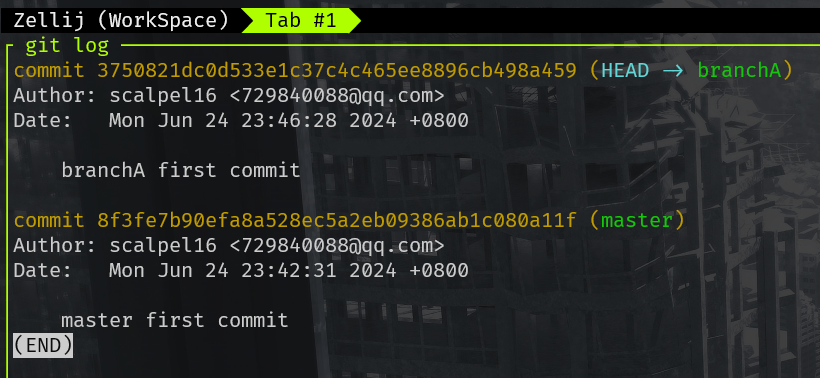 Zellij (WorkSpace) Tab #1
git log
commit 3750821dc0d533e1c37c4c465ee8896cb498a459 (HEAD → branchA)
Author: scalpel16 <729840088@qq.com>
Date:   Mon Jun 24 23:46:28 2024 +0800
branchA first commit
commit 8f3fe7b90efa8a528ec5a2eb09386ab1c080a11f (master)
Author: scalpel16 <729840088@qq.com>
Date:   Mon Jun 24 23:42:31 2024 +0800
master first commit
(END)